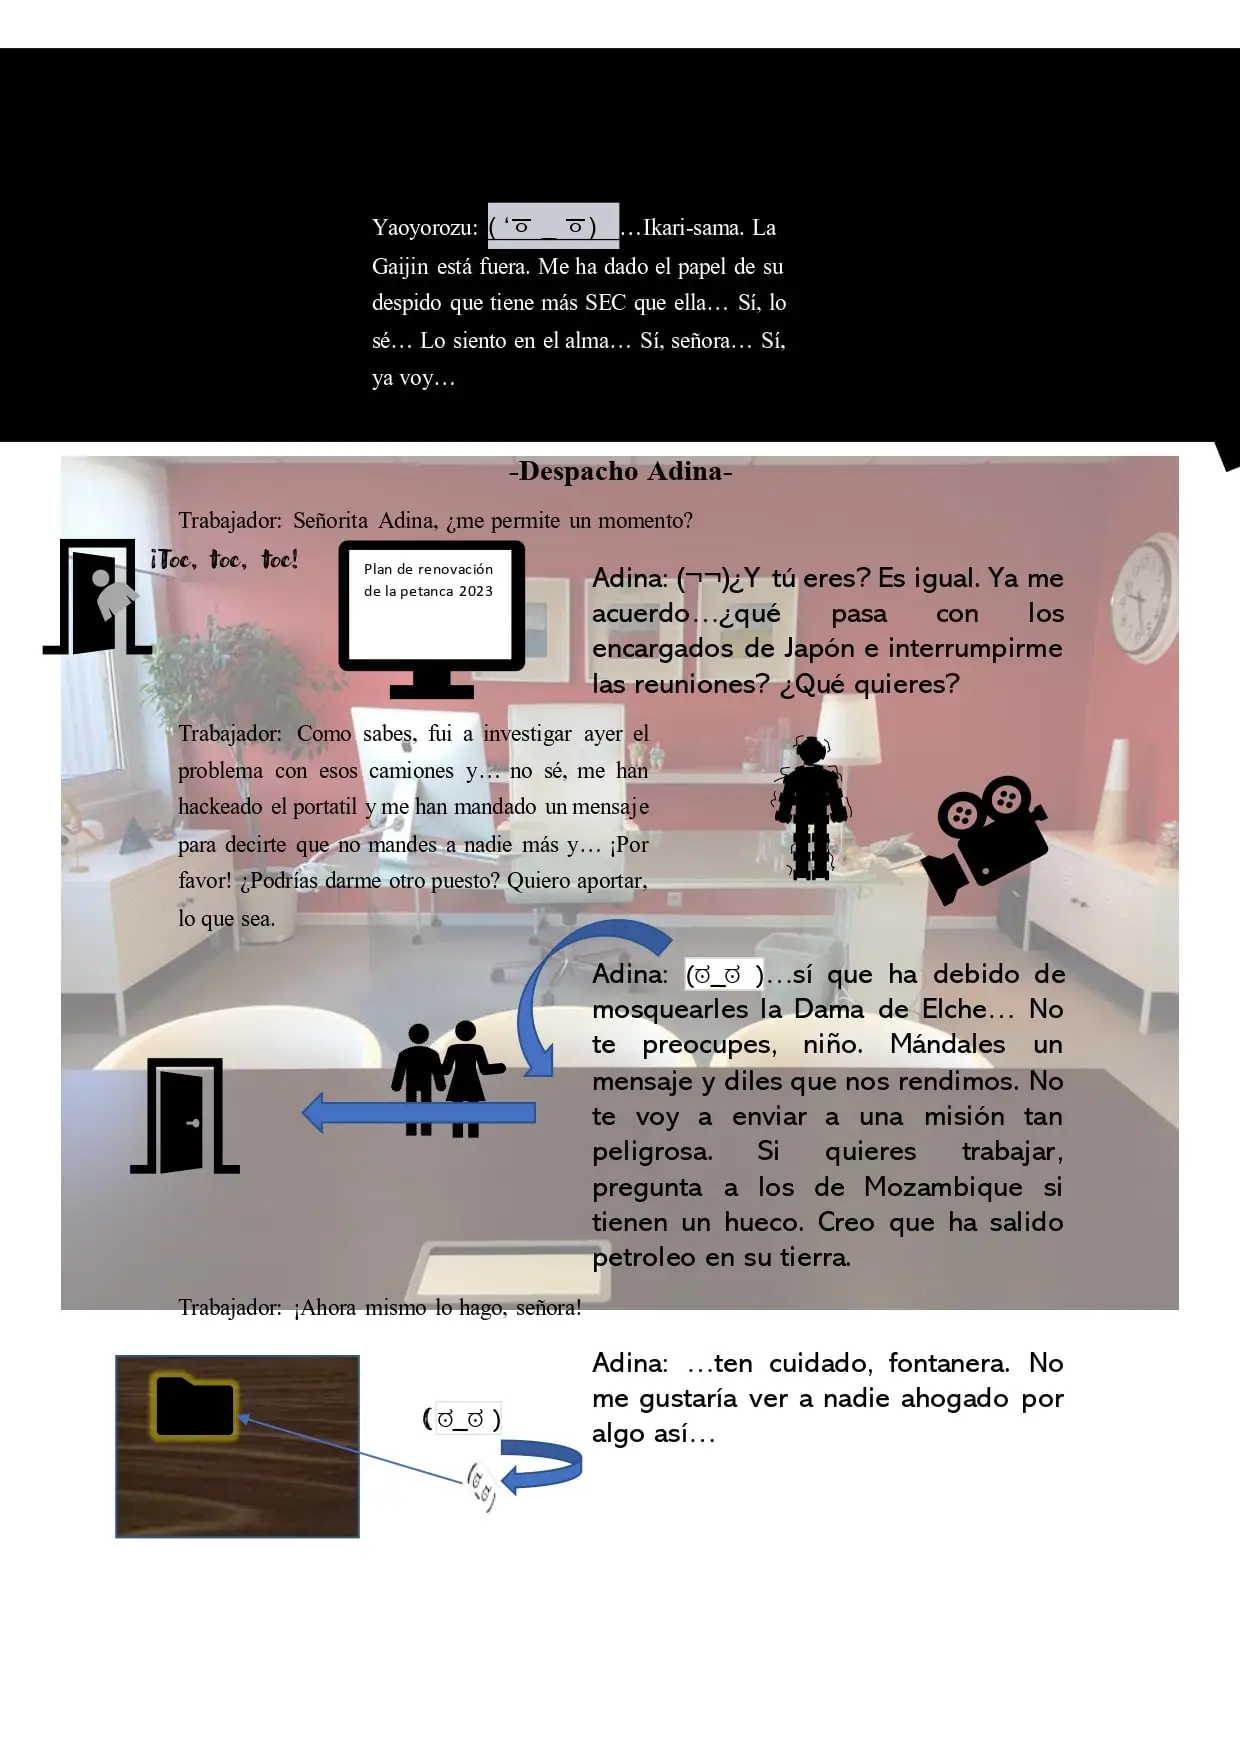 Yaoyorozu: ( ‘ㆆ _ ㆆ) …Ikari-sama. La
Gaijin está fuera. Me ha dado el papel de su
despido que tiene más SEC que ella… Sí, lo
sé… Lo siento en el alma… Sí, señora… Sí,
ya voy…
-Despacho Adina-
Trabajador: Señorita Adina, ¿me permite un momento?
¡Toc, toc, toc!
Plan de renovación
de la petanca 2023
Adina: (¬¬)¿Y tú eres? Es igual. Ya me
acuerdo…¿qué pasa con los
encargados de Japón e interrumpirme
las reuniones? ¿Qué quieres?
Trabajador: Como sabes, fui a investigar ayer el
problema con esos camiones y… no sé, me han
hackeado el portatil y me han mandado un mensaje
para decirte que no mandes a nadie más y… ¡Por
favor! ¿Podrías darme otro puesto? Quiero aportar,
lo que sea.
Adina: (ಠ_ಠ )…sí que ha debido de
mosquearles la Dama de Elche… No
te preocupes, niño. Mándales un
mensaje y diles que nos rendimos. No
te voy a enviar a una misión tan
peligrosa. Si quieres trabajar,
pregunta a los de Mozambique si
tienen un hueco. Creo que ha salido
petroleo en su tierra.
Trabajador: ¡Ahora mismo lo hago, señora!
Adina: …ten cuidado, fontanera. No
me gustaría ver a nadie ahogado por
algo así…
(ಠ_ಠ )
(ಠ_ಠ )